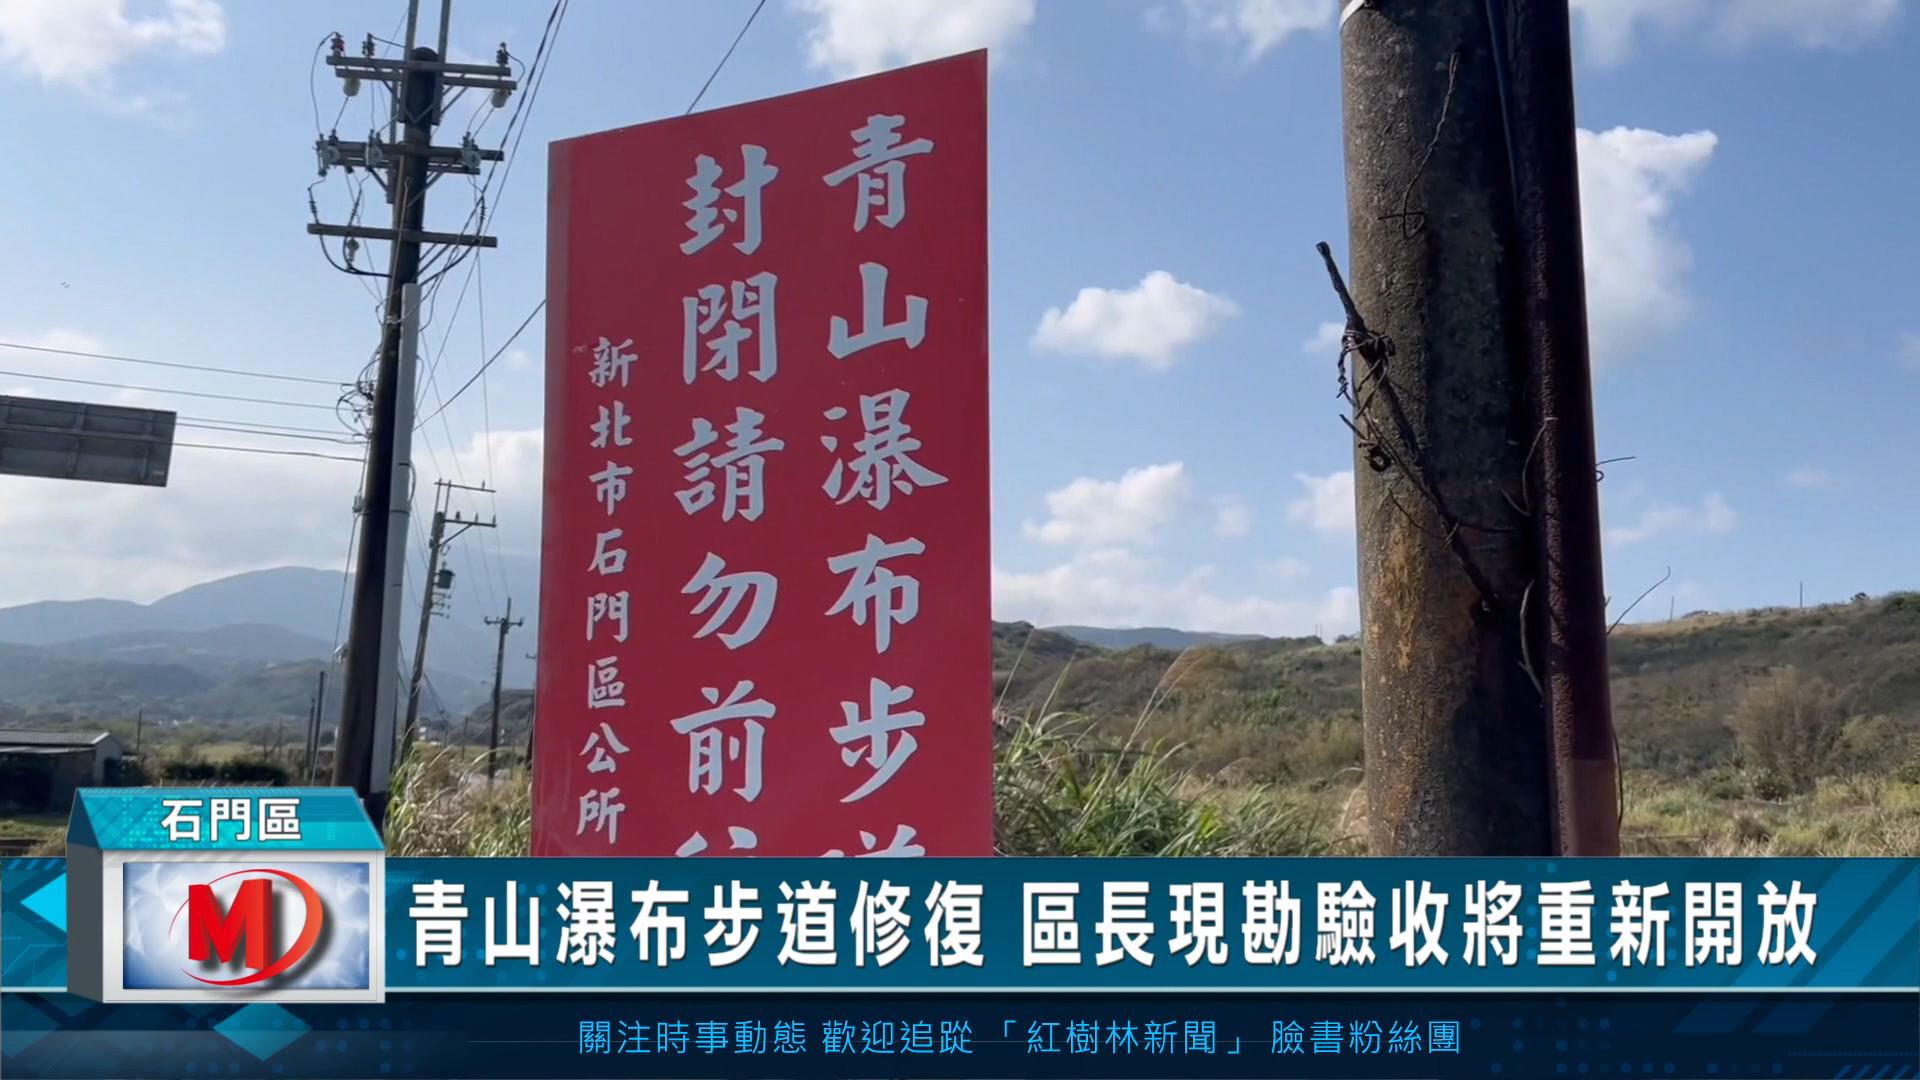 青山瀑布步道
封閉請勿前往
新北市石門區公所
石門區
M
青山瀑布步道修復 區長現勘驗收將重新開放
關注時事動態 歡迎追蹤 「紅樹林新聞」 臉書粉絲團